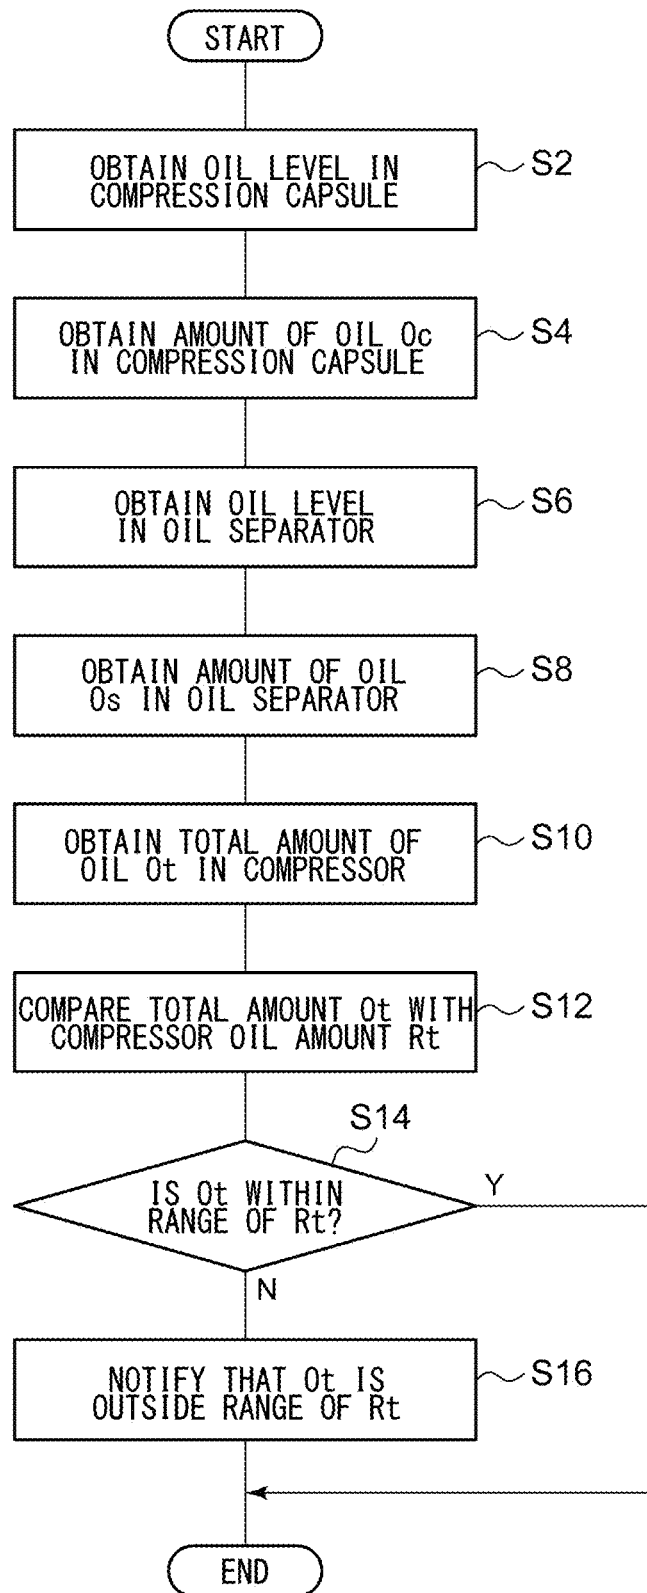 START
OBTAIN OIL LEVEL IN
COMPRESSION CAPSULE
S2
OBTAIN AMOUNT OF OIL Oc
IN COMPRESSION CAPSULE
S4
OBTAIN OIL LEVEL
IN OIL SEPARATOR
S6
OBTAIN AMOUNT OF OIL
Os IN OIL SEPARATOR
S8
OBTAIN TOTAL AMOUNT OF
OIL Ot IN COMPRESSOR
S10
COMPARE TOTAL AMOUNT Ot WITH
COMPRESSOR OIL AMOUNT Rt
S12
S14
IS Ot WITHIN
RANGE OF Rt?
Y
N
NOTIFY THAT Ot IS
OUTSIDE RANGE OF Rt
S16
END